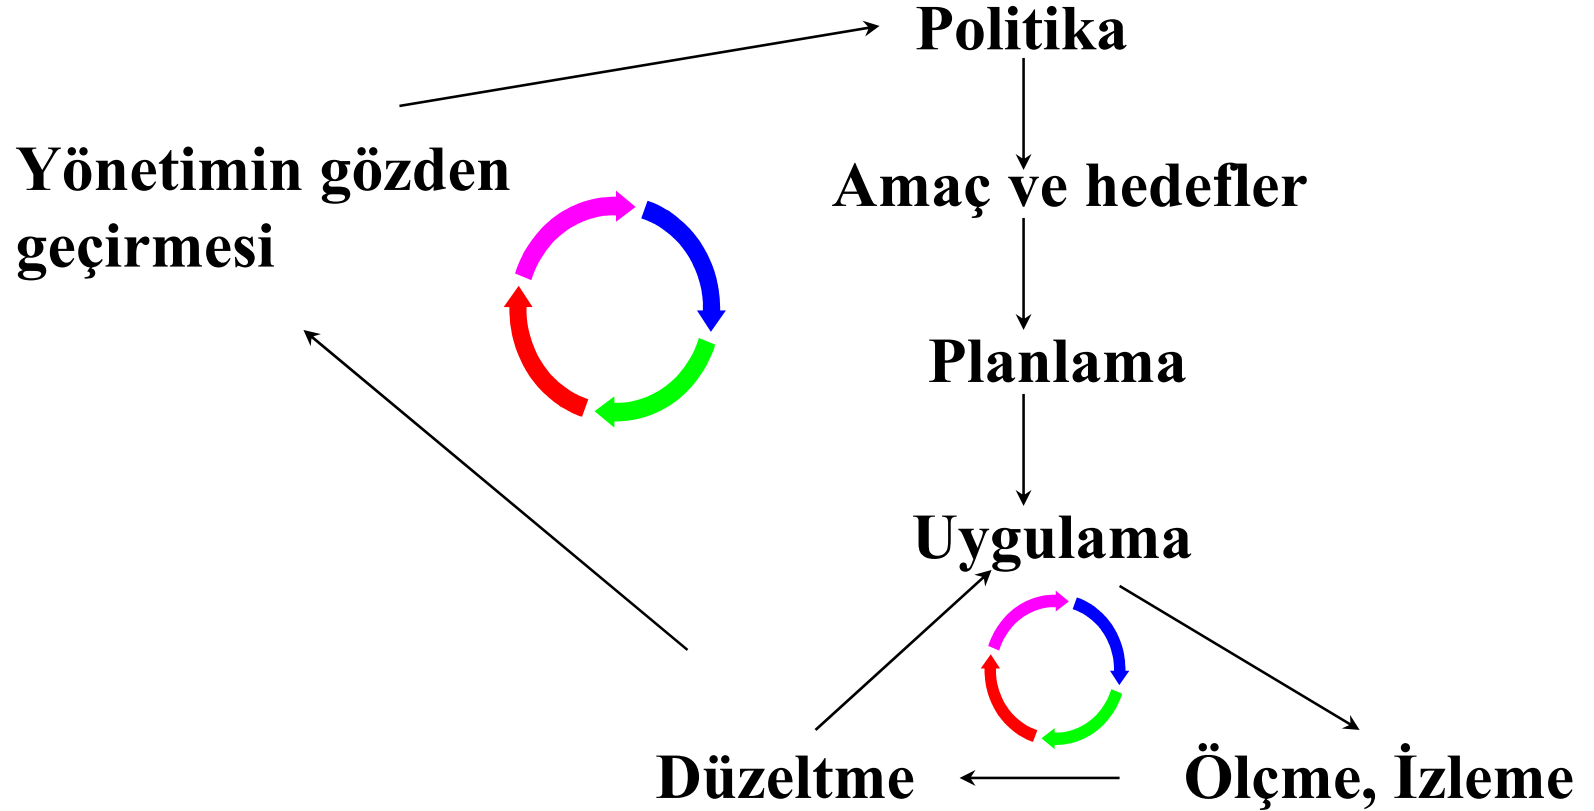 Politika
Yönetimin gözden
geçirmesi
Amaç ve hedefler
Planlama
Uygulama
Düzeltme
Ölçme, İzleme